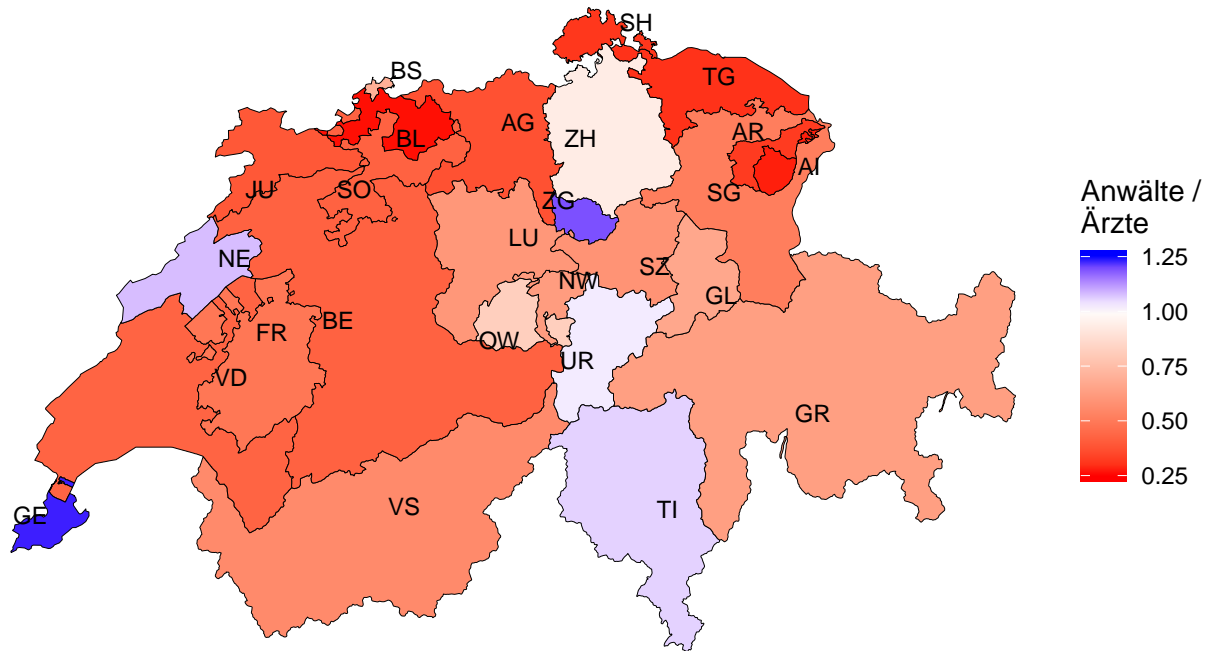 SH
BS
TG
AG
AR
BL
ZH
AI
JU
SO
SG
ZG
LU
NE
SZ
NW
GL
BE
FR
OW
UR
VD
GR
VS
TI
GE
Anwälte /
Ärzte
1.25
1.00
0.75
0.50
0.25